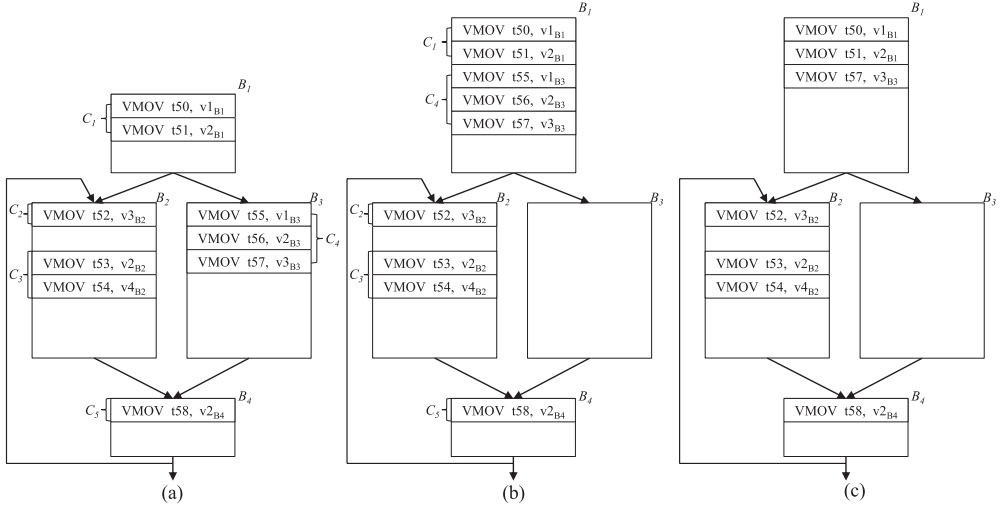 B1
C1
VMOV t50, v1B1
VMOV t51, v2B1
B2
C2
VMOV t52, v3B2
C3
VMOV t53, v2B2
VMOV t54, v4B2
B3
VMOV t55, v1B3
VMOV t56, v2B3
VMOV t57, v3B3
C4
B4
C5
VMOV t58, v2B4
(a)
B1
C1
VMOV t50, v1B1
VMOV t51, v2B1
C4
VMOV t55, v1B3
VMOV t56, v2B3
VMOV t57, v3B3
B2
C2
VMOV t52, v3B2
C3
VMOV t53, v2B2
VMOV t54, v4B2
B3
B4
C5
VMOV t58, v2B4
(b)
B1
VMOV t50, v1B1
VMOV t51, v2B1
VMOV t57, v3B3
B2
VMOV t52, v3B2
VMOV t53, v2B2
VMOV t54, v4B2
B3
B4
VMOV t58, v2B4
(c)